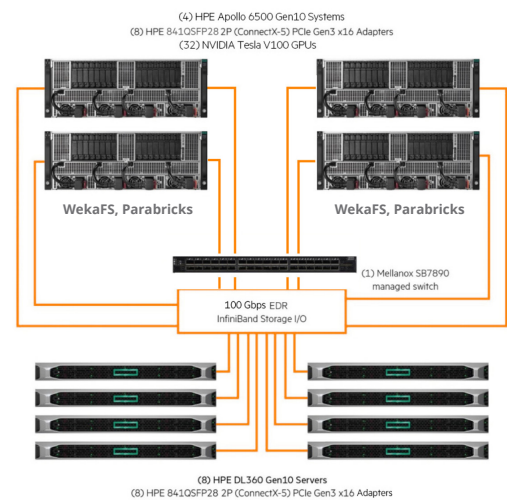 (4) HPE Apollo 6500 Gen10 Systems
(8) HPE 841QSFP28 2P (ConnectX-5) PCIe Gen3 x16 Adapters
(32) NVIDIA Tesla V100 GPUs
WekaFS, Parabricks
WekaFS, Parabricks
(1) Mellanox SB7890
managed switch
100 Gbps EDR
InfiniBand Storage I/O
(8) HPE DL360 Gen10 Servers
(8) HPE 841QSFP28 2P (ConnectX-5) PCIe Gen3 x16 Adapters